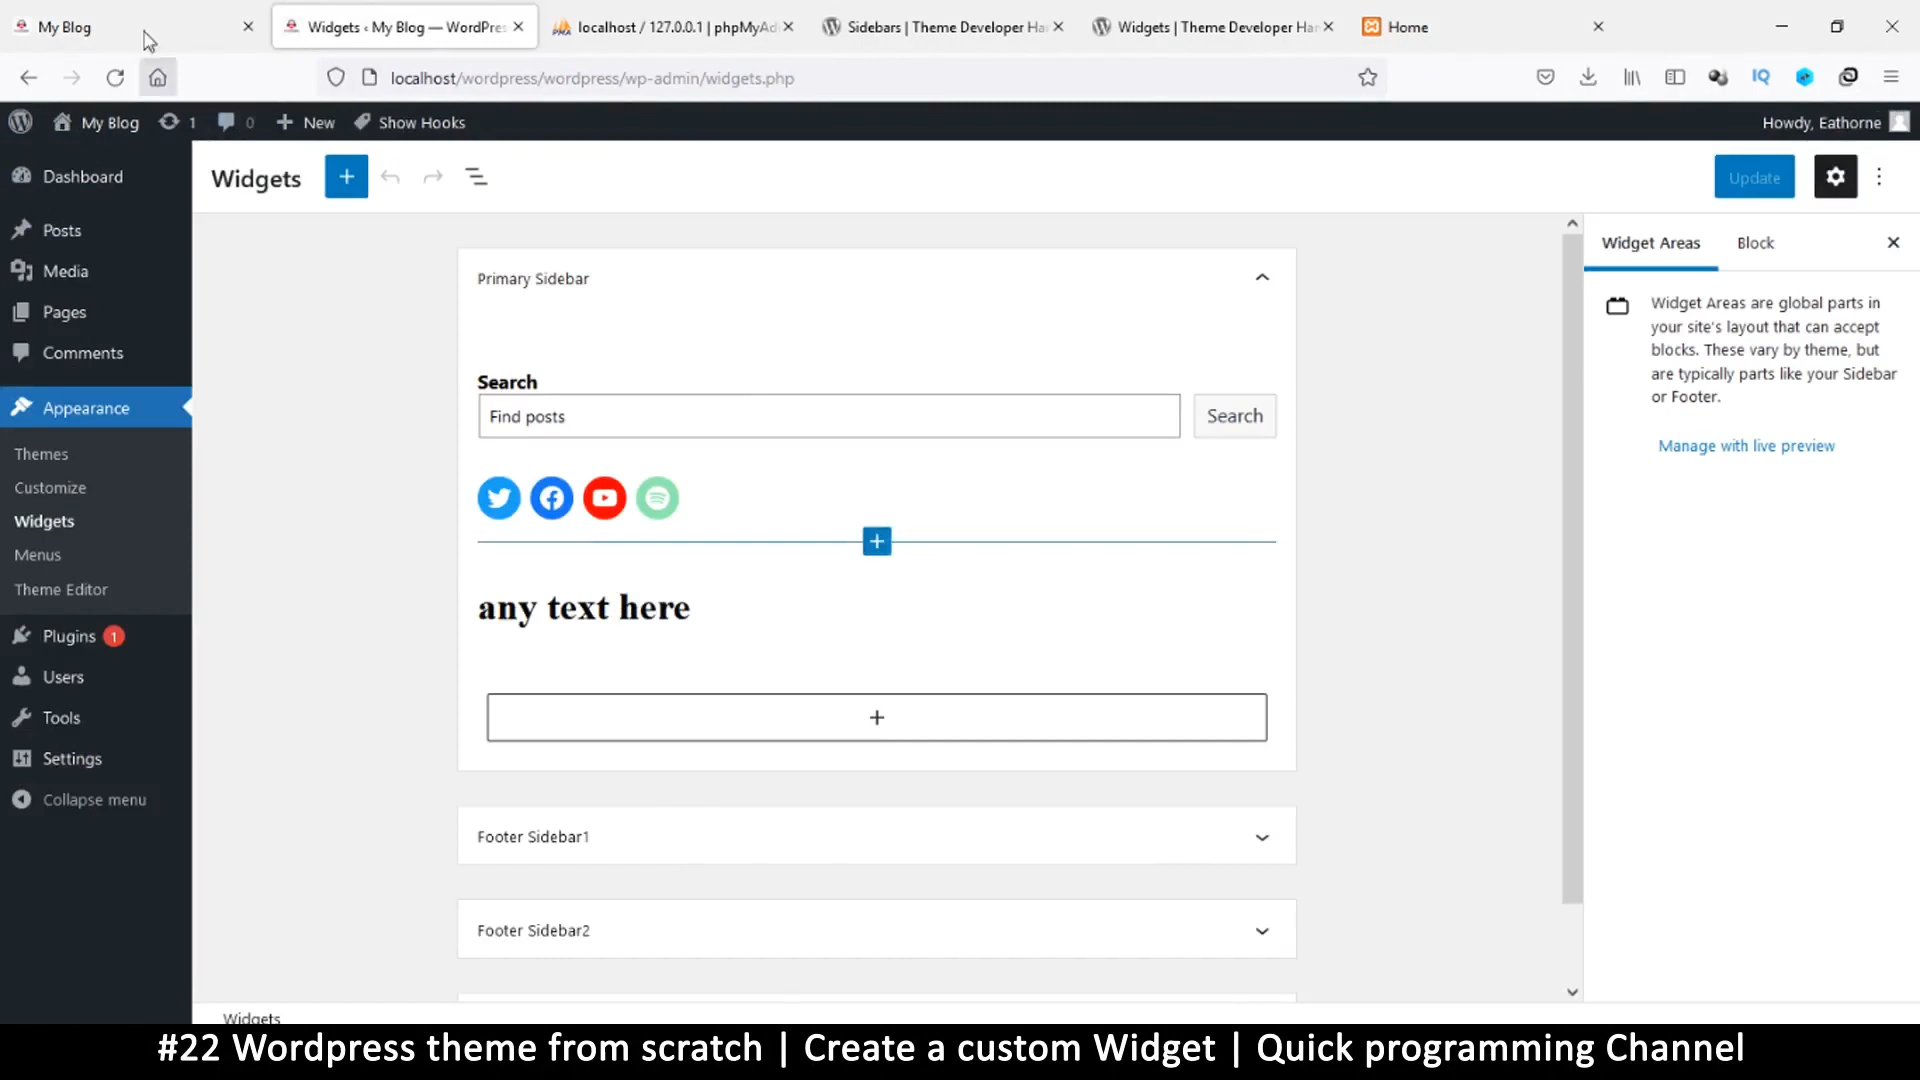 My Blog
Widgets ‹ My Blog — WordPres
localhost / 127.0.0.1 | phpMyAd
Sidebars | Theme Developer Ha
Widgets | Theme Developer Har
Home
localhost/wordpress/wordpress/wp-admin/widgets.php
IQ
My Blog
1
0
New
Show Hooks
Howdy, Eathorne
Dashboard
Posts
Media
Pages
Comments
Appearance
Themes
Customize
Widgets
Menus
Theme Editor
Plugins 1
Users
Tools
Settings
Collapse menu
Widgets
Update
Primary Sidebar
Search
Find posts
Search
any text here
Footer Sidebar1
Footer Sidebar2
Widgets
Widget Areas
Block
Widget Areas are global parts in
your site's layout that can accept
blocks. These vary by theme, but
are typically parts like your Sidebar
or Footer.
Manage with live preview
#22 Wordpress theme from scratch | Create a custom Widget | Quick programming Channel